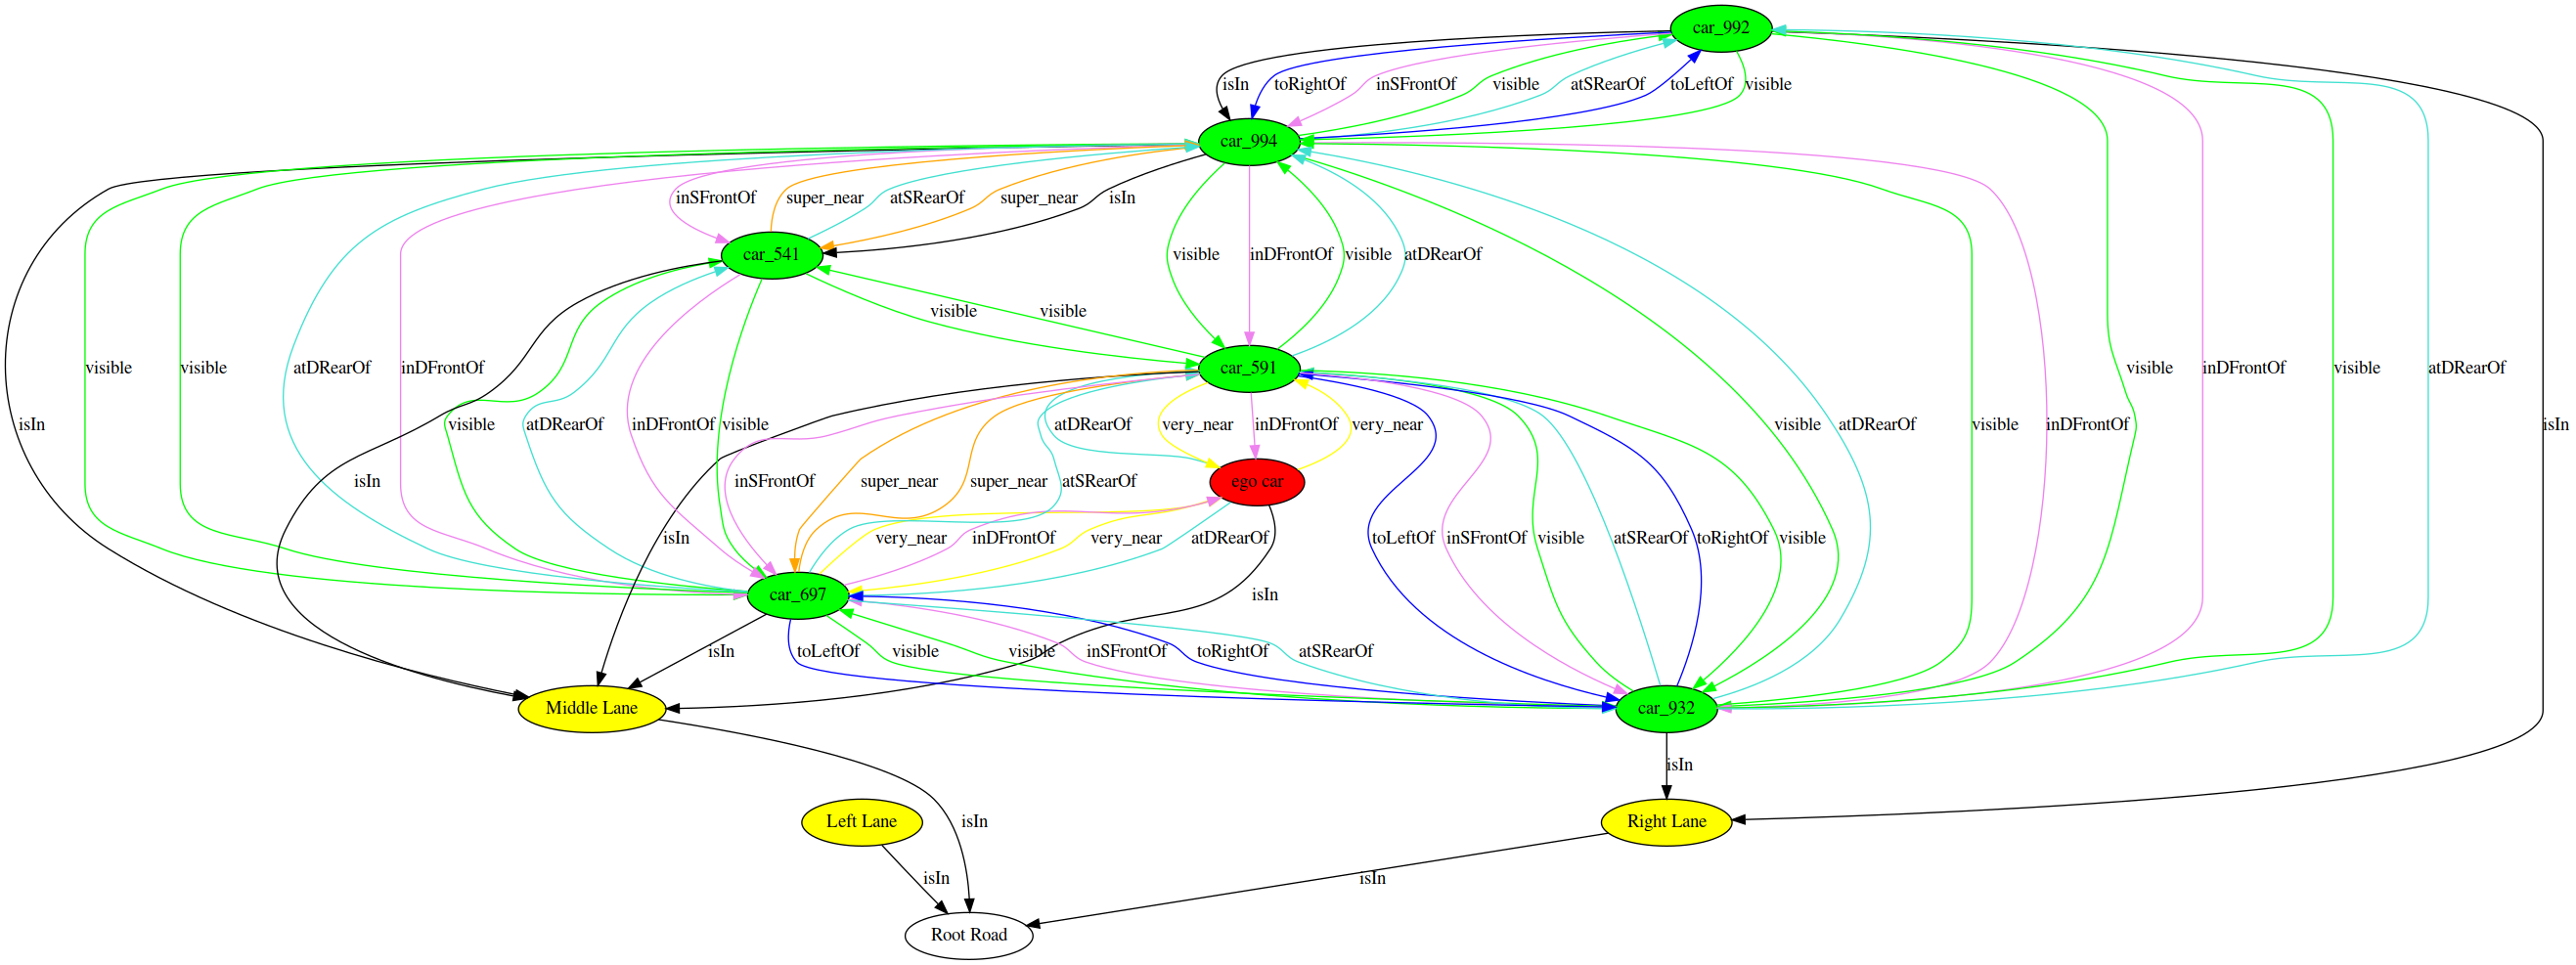 car_992
isIn
toRightOf
inSFrontOf
visible
atSRearOf
toLeftOf
visible
car_994
inSFrontOf
super_near
atSRearOf
super_near
isIn
car_541
visible
inDFrontOf
visible
atDRearOf
visible
visible
visible
visible
atDRearOf
inDFrontOf
car_591
visible
inDFrontOf
visible
atDRearOf
isIn
visible
atDRearOf
inDFrontOf
visible
atDRearOf
very_near
inDFrontOf
very_near
visible
atDRearOf
visible
inDFrontOf
isIn
isIn
inSFrontOf
super_near
super_near
atSRearOf
ego car
isIn
very_near
inDFrontOf
very_near
atDRearOf
toLeftOf
inSFrontOf
visible
atSRearOf
toRightOf
visible
car_697
isIn
isIn
toLeftOf
visible
visible
inSFrontOf
toRightOf
atSRearOf
Middle Lane
car_932
isIn
Left Lane
isIn
Right Lane
isIn
isIn
Root Road